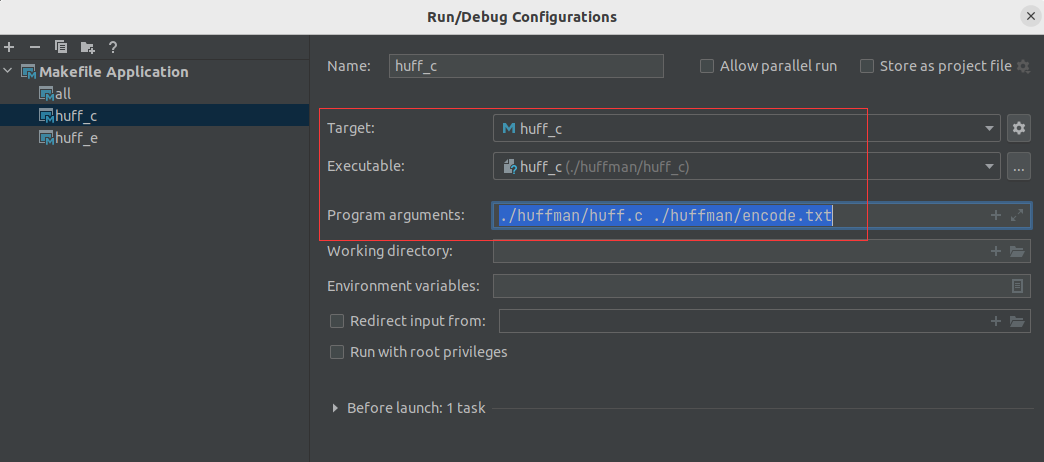 Run/Debug Configurations
Name: huff_c Allow parallel run Store as project file
Makefile Application
all
huff_c
huff_e
Target: huff_c
Executable: huff_c (./huffman/huff_c)
Program arguments: ./huffman/huff.c ./huffman/encode.txt
Working directory:
Environment variables:
Redirect input from:
Run with root privileges
Before launch: 1 task